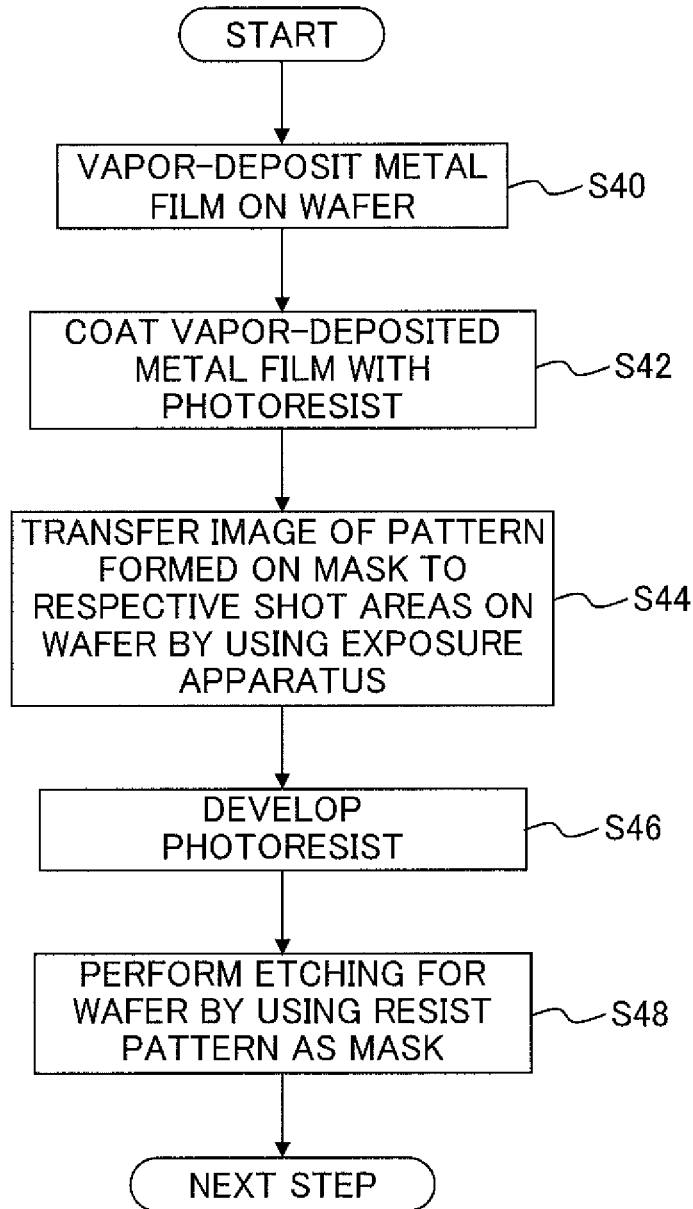 START
VAPOR-DEPOSIT METAL
FILM ON WAFER
S40
COAT VAPOR-DEPOSITED
METAL FILM WITH
PHOTORESIST
S42
TRANSFER IMAGE OF PATTERN
FORMED ON MASK TO
RESPECTIVE SHOT AREAS ON
WAFER BY USING EXPOSURE
APPARATUS
S44
DEVELOP
PHOTORESIST
S46
PERFORM ETCHING FOR
WAFER BY USING RESIST
PATTERN AS MASK
S48
NEXT STEP